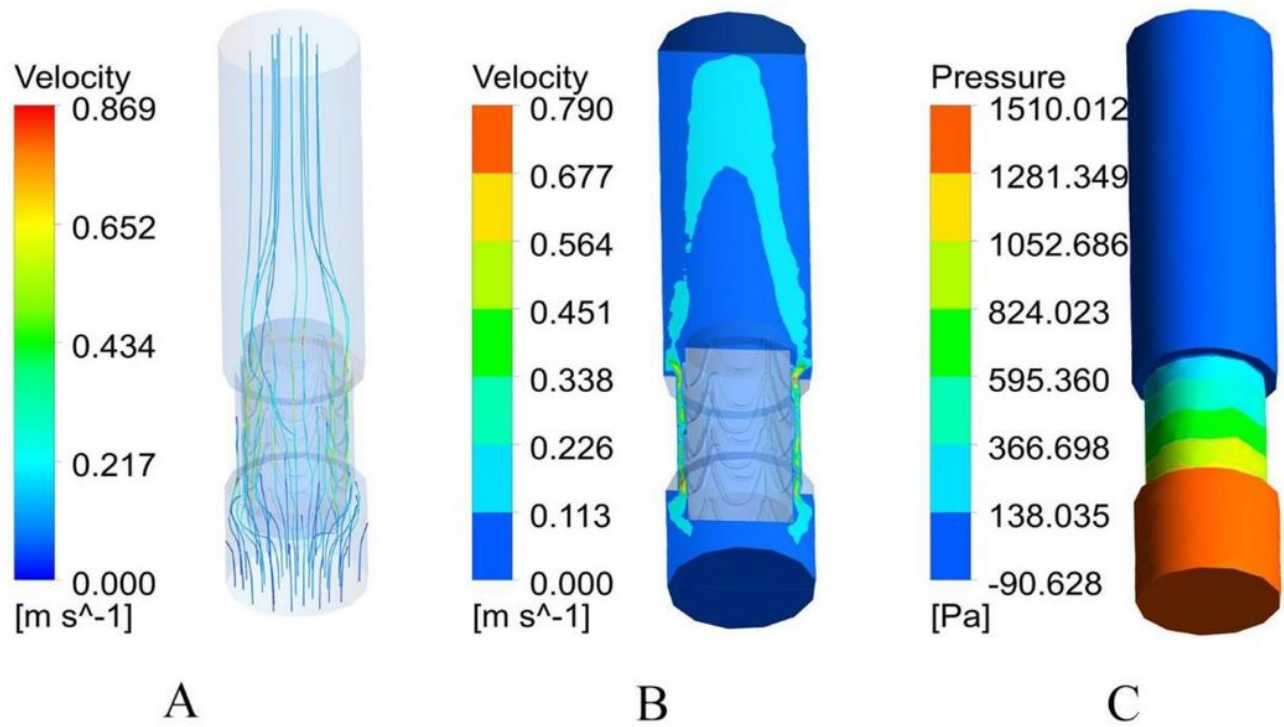 Velocity
0.869
0.652
0.434
0.217
0.000
[m s^-1]
A
Velocity
0.790
0.677
0.564
0.451
0.338
0.226
0.113
0.000
[m s^-1]
B
Pressure
1510.012
1281.349
1052.686
824.023
595.360
366.698
138.035
-90.628
[Pa]
C